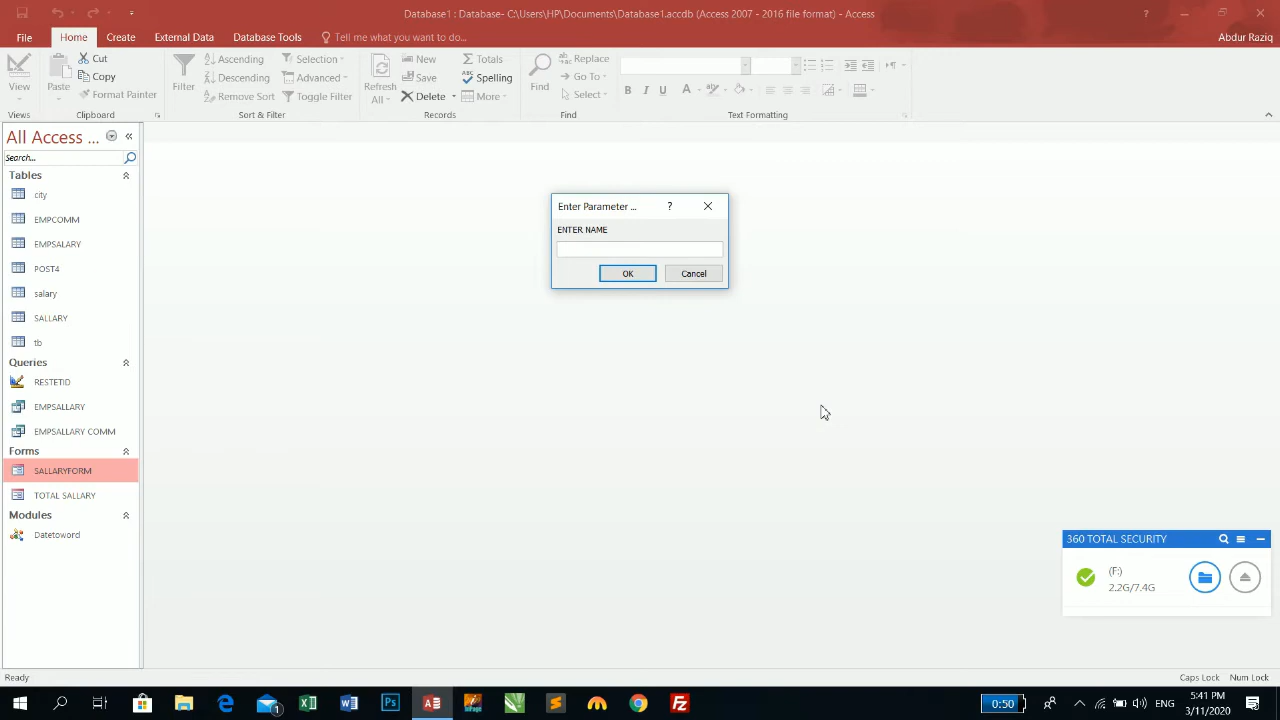 Database1 : Database- C:\Users\HP\Documents\Database1.accdb (Access 2007 - 2016 file format) - Access
?
File Home Create External Data Database Tools Tell me what you want to do...
Abdur Raziq
View
Views
Paste
Cut
Copy
Format Painter
Clipboard
Filter
Ascending
Descending
Remove Sort
Selection
Advanced
Toggle Filter
Sort & Filter
Refresh All
New
Save
Delete
Totals
Spelling
More
Records
Find
Replace
Go To
Select
Find
B I U A
Text Formatting
All Access ...
Search...
Tables
city
EMPCOMM
EMPSALARY
POST4
salary
SALLARY
tb
Queries
RESTETID
EMPSALLARY
EMPSALLARY COMM
Forms
SALLARYFORM
TOTAL SALLARY
Modules
Datetoword
Enter Parameter ... ?
ENTER NAME
OK Cancel
360 TOTAL SECURITY
(F:)
2.2G/7.4G
Ready
Caps Lock Num Lock
0:50
ENG
5:41 PM
3/11/2020